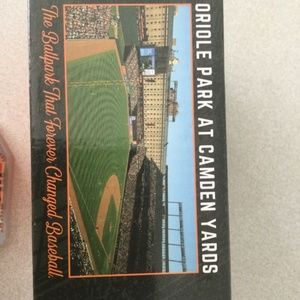 ORIOLE PARK AT CAMDEN YARDS
The Ballpark That Forever Changed Baseball.